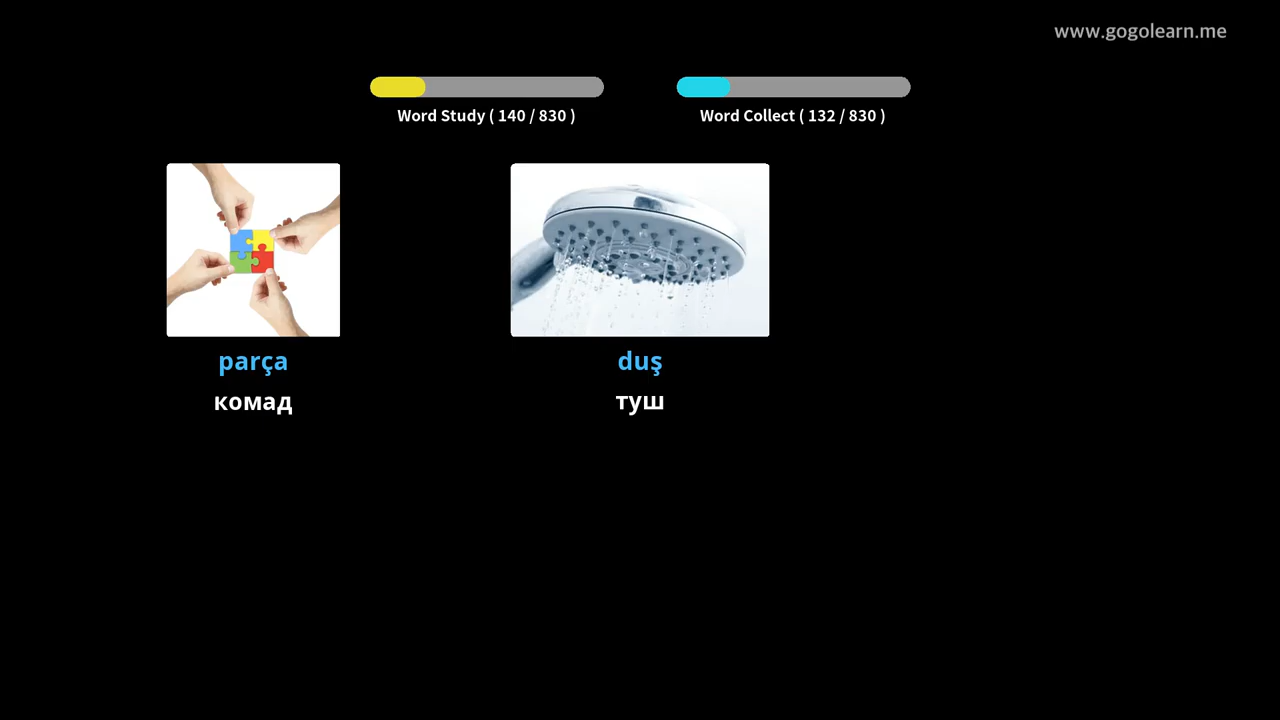 www.gogolearn.me
Word Study ( 140 / 830 )
Word Collect ( 132 / 830 )
parça
комад
duş
туш